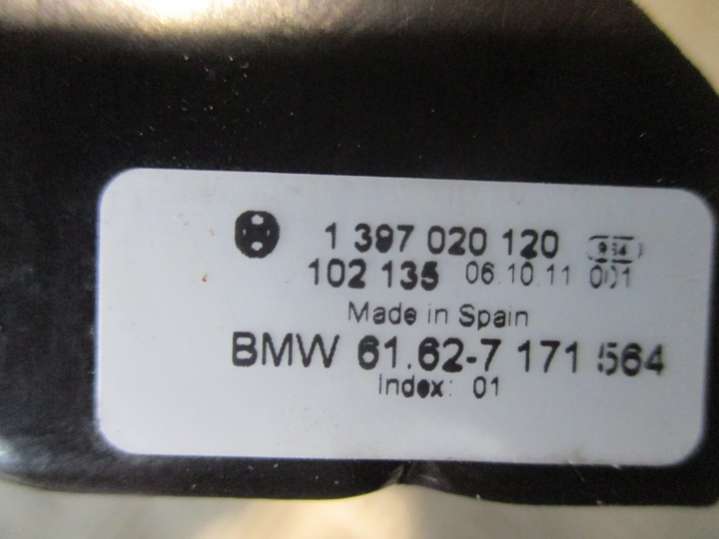 1 397 020 120
102 135 06.10.11 001
Made in Spain
BMW 61.62-7 171 564
Index: 01